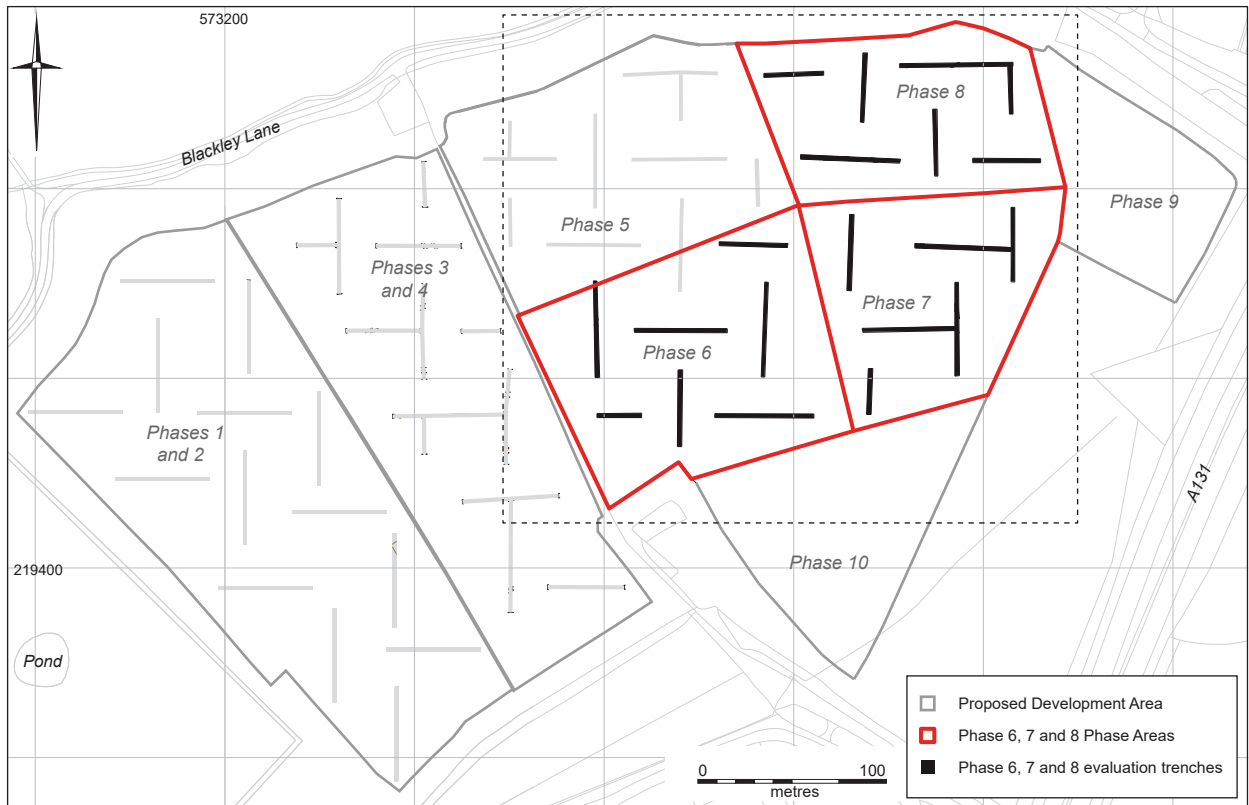 573200
Blackley Lane
Phase 8
Phase 9
Phase 5
Phases 3
and 4
Phase 7
Phase 6
Phases 1
and 2
A131
Phase 10
219400
Pond
Proposed Development Area
Phase 6, 7 and 8 Phase Areas
Phase 6, 7 and 8 evaluation trenches
0 100
metres